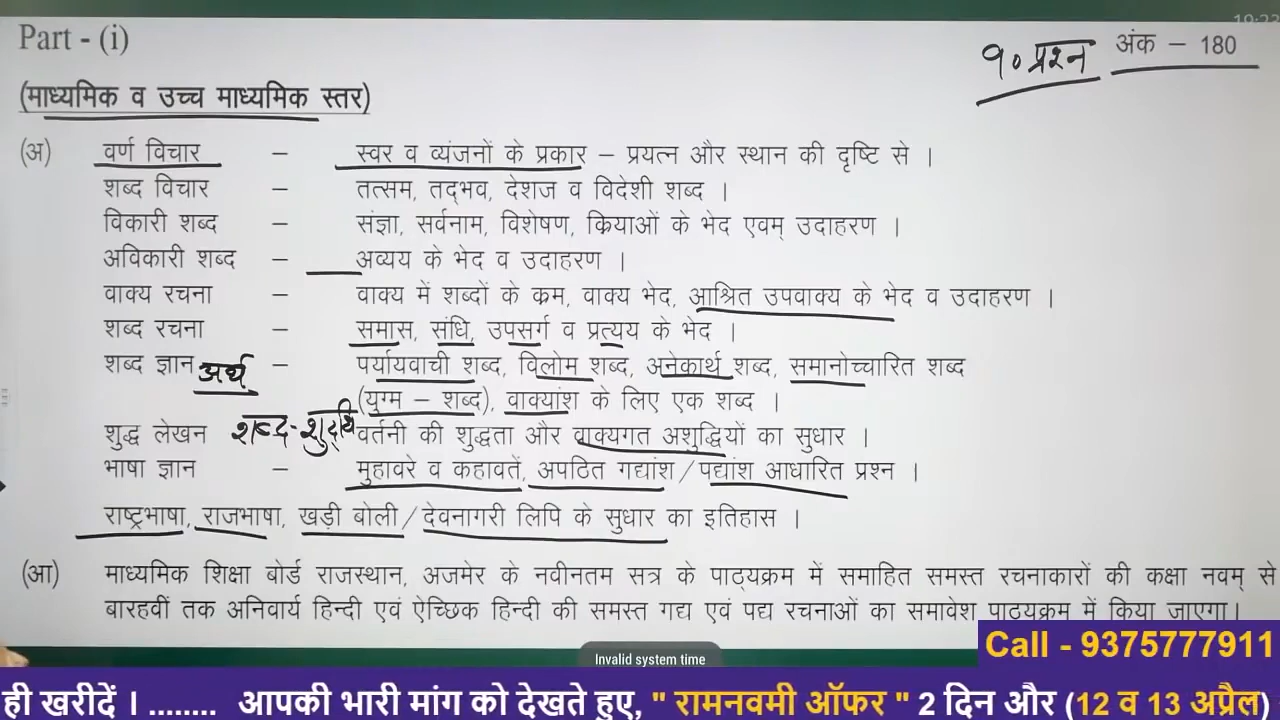 Part - (i)
९० प्रश्न अंक – 180
(माध्यमिक व उच्च माध्यमिक स्तर)
(अ) वर्ण विचार – स्वर व व्यंजनों के प्रकार – प्रयत्न और स्थान की दृष्टि से ।
शब्द विचार – तत्सम, तद्भव, देशज व विदेशी शब्द ।
विकारी शब्द – संज्ञा, सर्वनाम, विशेषण, क्रियाओं के भेद एवम् उदाहरण ।
अविकारी शब्द – अव्यय के भेद व उदाहरण ।
वाक्य रचना – वाक्य में शब्दों के क्रम, वाक्य भेद, आश्रित उपवाक्य के भेद व उदाहरण ।
शब्द रचना – समास, संधि, उपसर्ग व प्रत्यय के भेद ।
शब्द ज्ञान अर्थ – पर्यायवाची शब्द, विलोम शब्द, अनेकार्थ शब्द, समानोच्चारित शब्द
(युग्म – शब्द), वाक्यांश के लिए एक शब्द ।
शुद्ध लेखन शब्द-शुद्धि वर्तनी की शुद्धता और वाक्यगत अशुद्धियों का सुधार ।
भाषा ज्ञान – मुहावरे व कहावतें, अपठित गद्यांश/पद्यांश आधारित प्रश्न ।
राष्ट्रभाषा, राजभाषा, खड़ी बोली/देवनागरी लिपि के सुधार का इतिहास ।
(आ) माध्यमिक शिक्षा बोर्ड राजस्थान, अजमेर के नवीनतम सत्र के पाठ्यक्रम में समाहित समस्त रचनाकारों की कक्षा नवम् से
बारहवीं तक अनिवार्य हिन्दी एवं ऐच्छिक हिन्दी की समस्त गद्य एवं पद्य रचनाओं का समावेश पाठ्यक्रम में किया जाएगा।
Call - 9375777911
Invalid system time
ही खरीदें । ........ आपकी भारी मांग को देखते हुए, " रामनवमी ऑफर " 2 दिन और (12 व 13 अप्रैल)